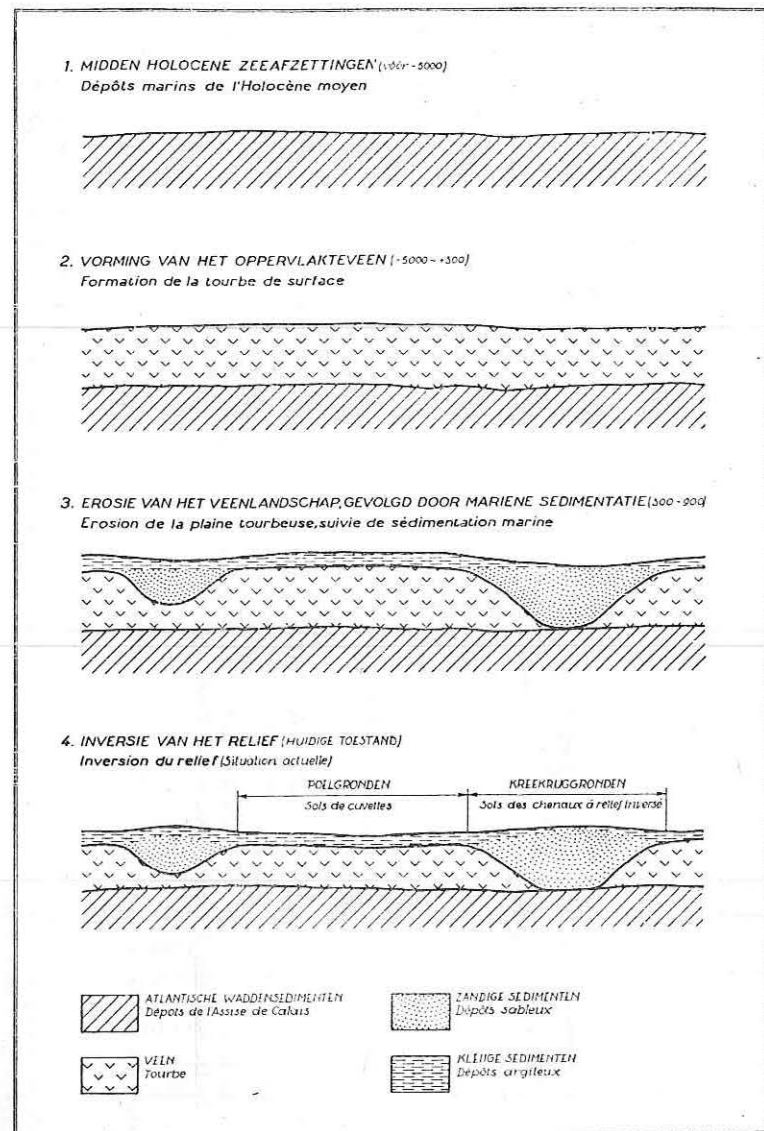 1. MIDDEN HOLOCENE ZEEAFZETTINGEN (vóór -5000)
Dépôts marins de l'Holocène moyen
2. VORMING VAN HET OPPERVLAKTEVEEN (-5000-+300)
Formation de la tourbe de surface
3. EROSIE VAN HET VEENLANDSCHAP, GEVOLGD DOOR MARIENE SEDIMENTATIE (300-900)
Erosion de la plaine tourbeuse, suivie de sédimentation marine
4. INVERSIE VAN HET RELIEF (HUIDIGE TOESTAND)
Inversion du relief (Situation actuelle)
POELGRONDEN
Sols de cuvelles
KREEKRUGGRONDEN
Sols des chenaux à relief inversé
ATLANTISCHE WADDENSEDIMENTEN
Dépots de l'Assise de Calais
VEEN
Tourbe
ZANDIGE SEDIMENTEN
Dépôts sableux
KLEIIGE SEDIMENTEN
Dépôts argileux